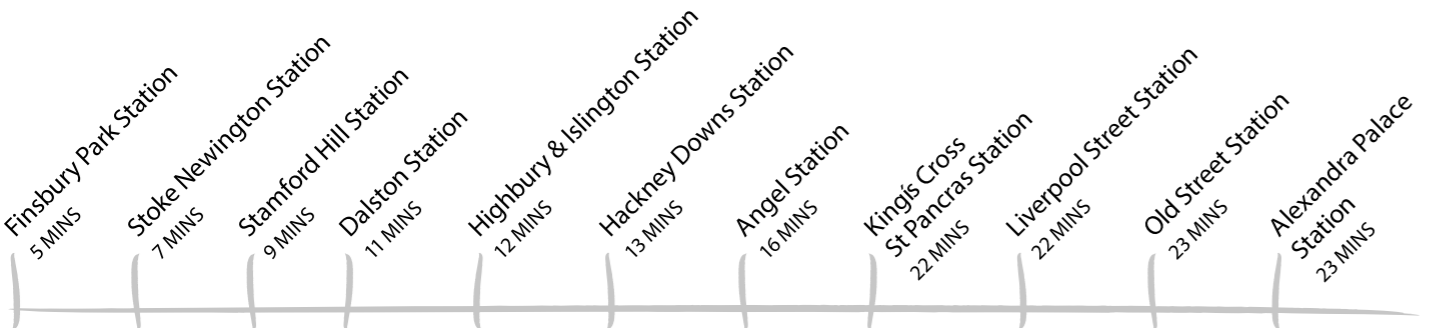 Finsbury Park Station
5 MINS
Stoke Newington Station
7 MINS
Stamford Hill Station
9 MINS
Dalston Station
11 MINS
Highbury & Islington Station
12 MINS
Hackney Downs Station
13 MINS
Angel Station
16 MINS
Kingís Cross
St Pancras Station
22 MINS
Liverpool Street Station
22 MINS
Old Street Station
23 MINS
Alexandra Palace
Station
23 MINS